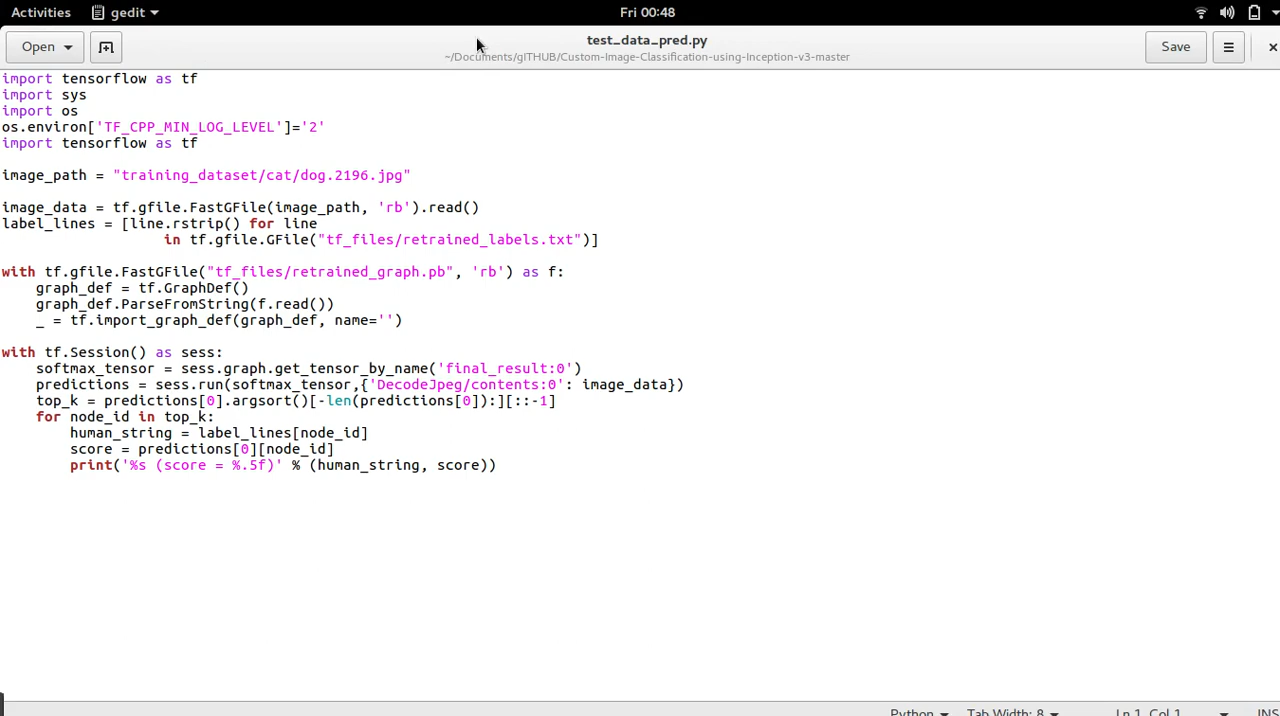 Activities gedit Fri 00:48
Open test_data_pred.py Save
~/Documents/gITHUB/Custom-Image-Classification-using-Inception-v3-master
import tensorflow as tf
import sys
import os
os.environ['TF_CPP_MIN_LOG_LEVEL']='2'
import tensorflow as tf
image_path = "training_dataset/cat/dog.2196.jpg"
image_data = tf.gfile.FastGFile(image_path, 'rb').read()
label_lines = [line.rstrip() for line
in tf.gfile.GFile("tf_files/retrained_labels.txt")]
with tf.gfile.FastGFile("tf_files/retrained_graph.pb", 'rb') as f:
graph_def = tf.GraphDef()
graph_def.ParseFromString(f.read())
_ = tf.import_graph_def(graph_def, name='')
with tf.Session() as sess:
softmax_tensor = sess.graph.get_tensor_by_name('final_result:0')
predictions = sess.run(softmax_tensor,{'DecodeJpeg/contents:0': image_data})
top_k = predictions[0].argsort()[-len(predictions[0]):][::-1]
for node_id in top_k:
human_string = label_lines[node_id]
score = predictions[0][node_id]
print('%s (score = %.5f)' % (human_string, score))
Python Tab Width: 8 Ln 1, Col 1 INS